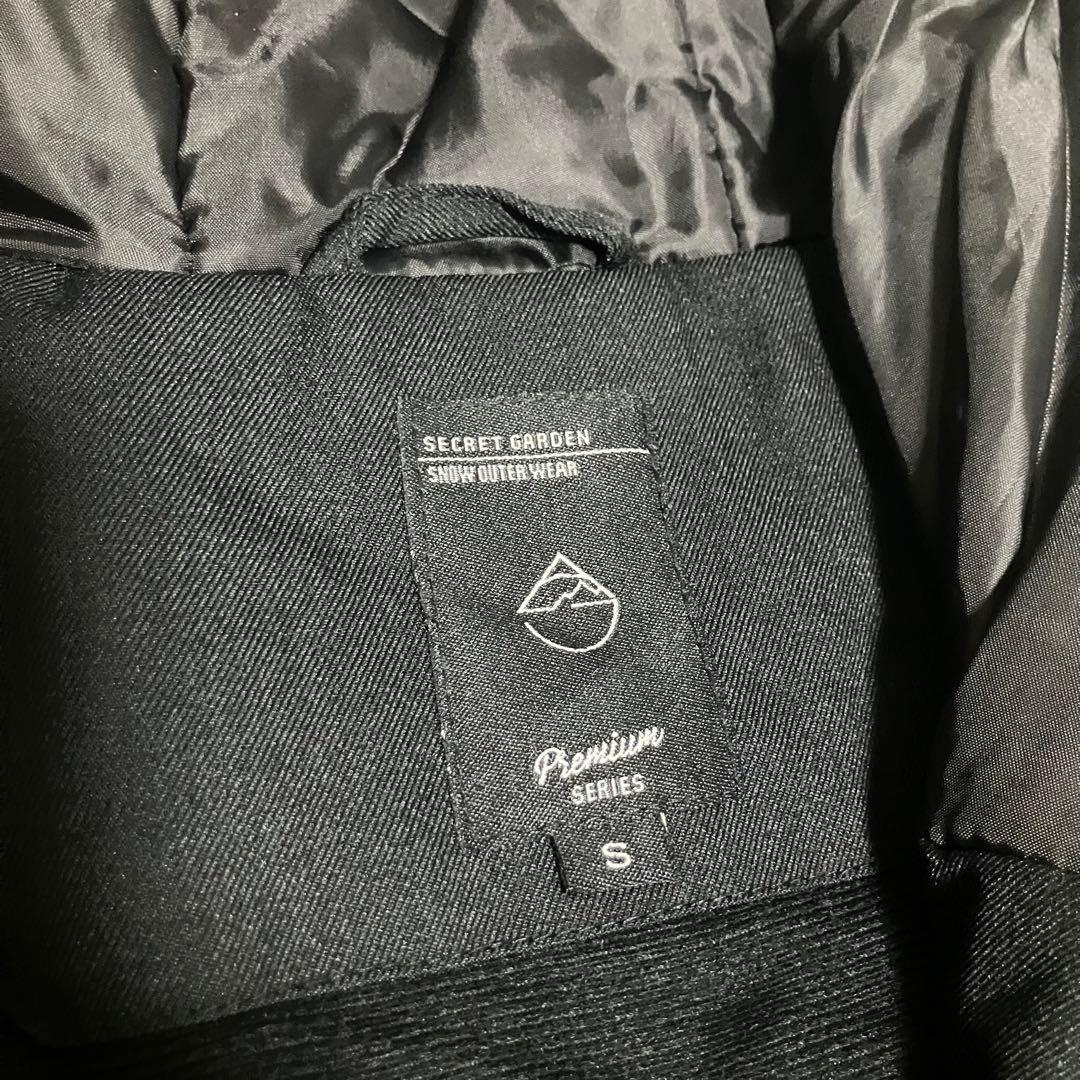 SECRET GARDEN
SNOW OUTER WEAR
Premium
SERIES
S